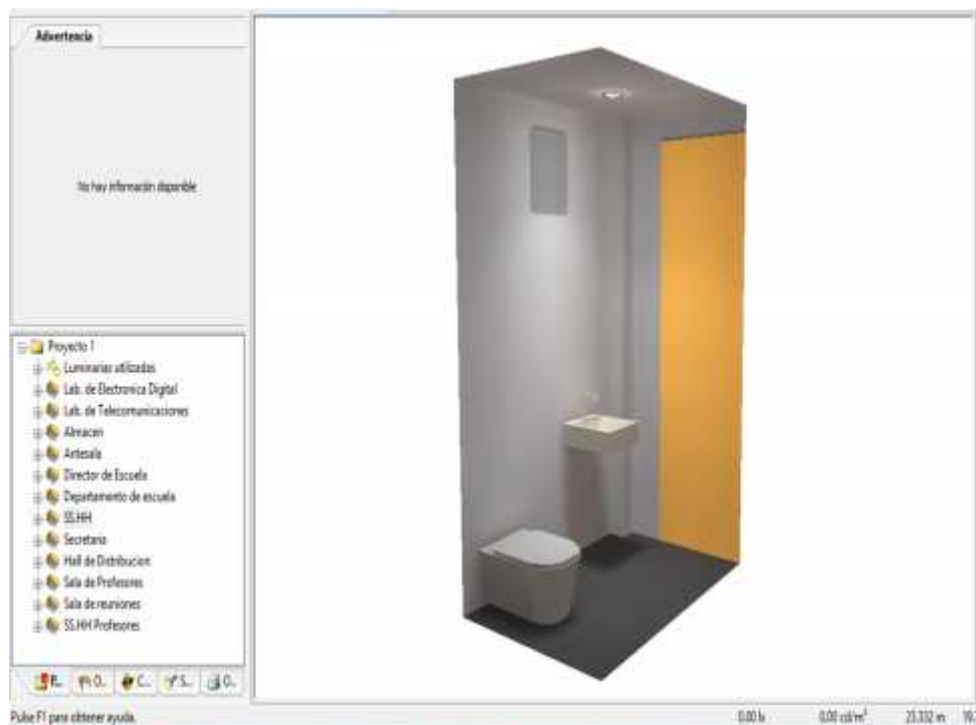 Advertencia
No hay información disponible
Proyecto 1
Luminarias utilizadas
Lab. de Electronica Digital
Lab. de Telecomunicaciones
Almacen
Antesala
Director de Escuela
Departamento de escuela
SS.HH
Secretaria
Hall de Distribucion
Sala de Profesores
Sala de reuniones
SS.HH Profesores
P... O.. C... S... O..
Pulse F1 para obtener ayuda. 0.00 lx 0.00 cd/m² 23.332 m